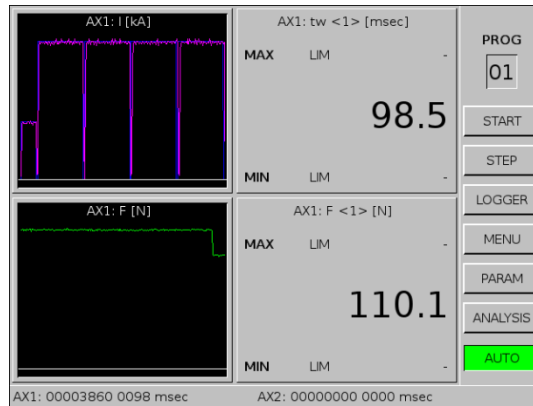 AX1: I [kA]
AX1: tw <1> [msec]
MAX LIM -
98.5
MIN LIM -
AX1: F [N]
AX1: F <1> [N]
MAX LIM -
110.1
MIN LIM -
PROG
01
START
STEP
LOGGER
MENU
PARAM
ANALYSIS
AUTO
AX1: 00003860 0098 msec AX2: 00000000 0000 msec